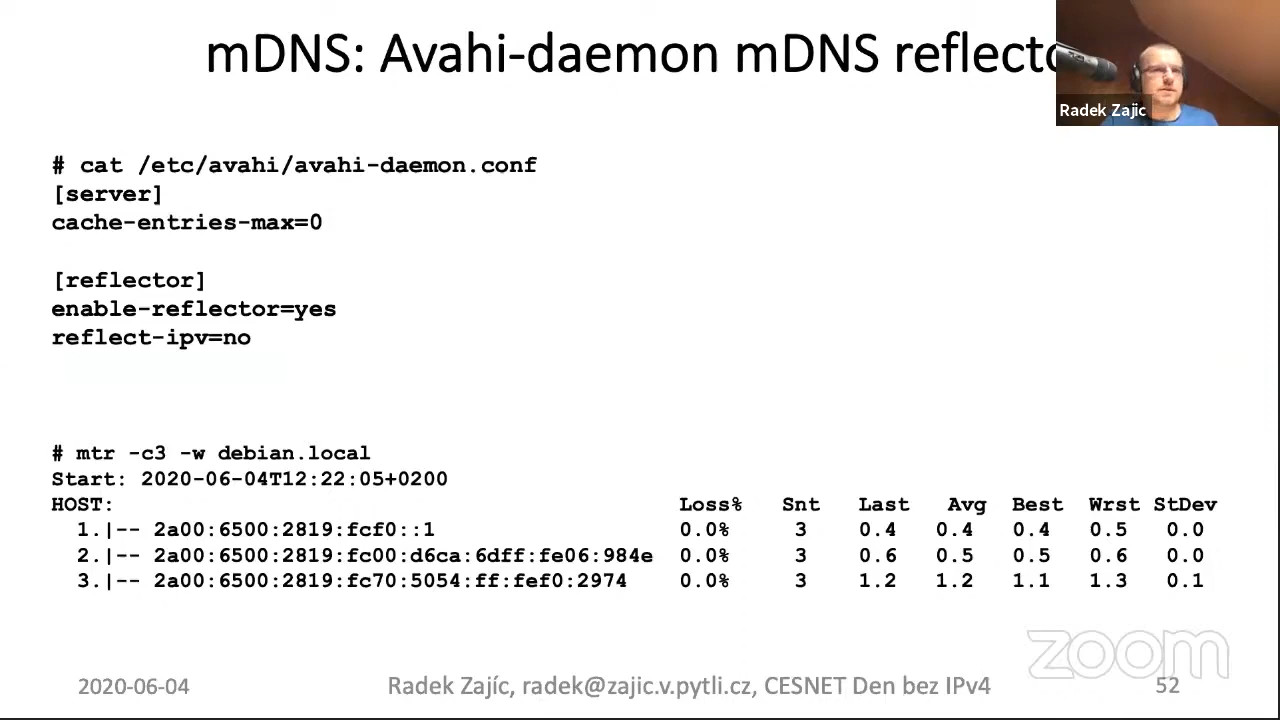 mDNS: Avahi-daemon mDNS reflecto
Radek Zajic
# cat /etc/avahi/avahi-daemon.conf
[server]
cache-entries-max=0
[reflector]
enable-reflector=yes
reflect-ipv=no
# mtr -c3 -w debian.local
Start: 2020-06-04T12:22:05+0200
HOST: Loss% Snt Last Avg Best Wrst StDev
1.|-- 2a00:6500:2819:fcf0::1 0.0% 3 0.4 0.4 0.4 0.5 0.0
2.|-- 2a00:6500:2819:fc00:d6ca:6dff:fe06:984e 0.0% 3 0.6 0.5 0.5 0.6 0.0
3.|-- 2a00:6500:2819:fc70:5054:ff:fef0:2974 0.0% 3 1.2 1.2 1.1 1.3 0.1
zoom
2020-06-04 Radek Zajíc, radek@zajic.v.pytli.cz, CESNET Den bez IPv4 52